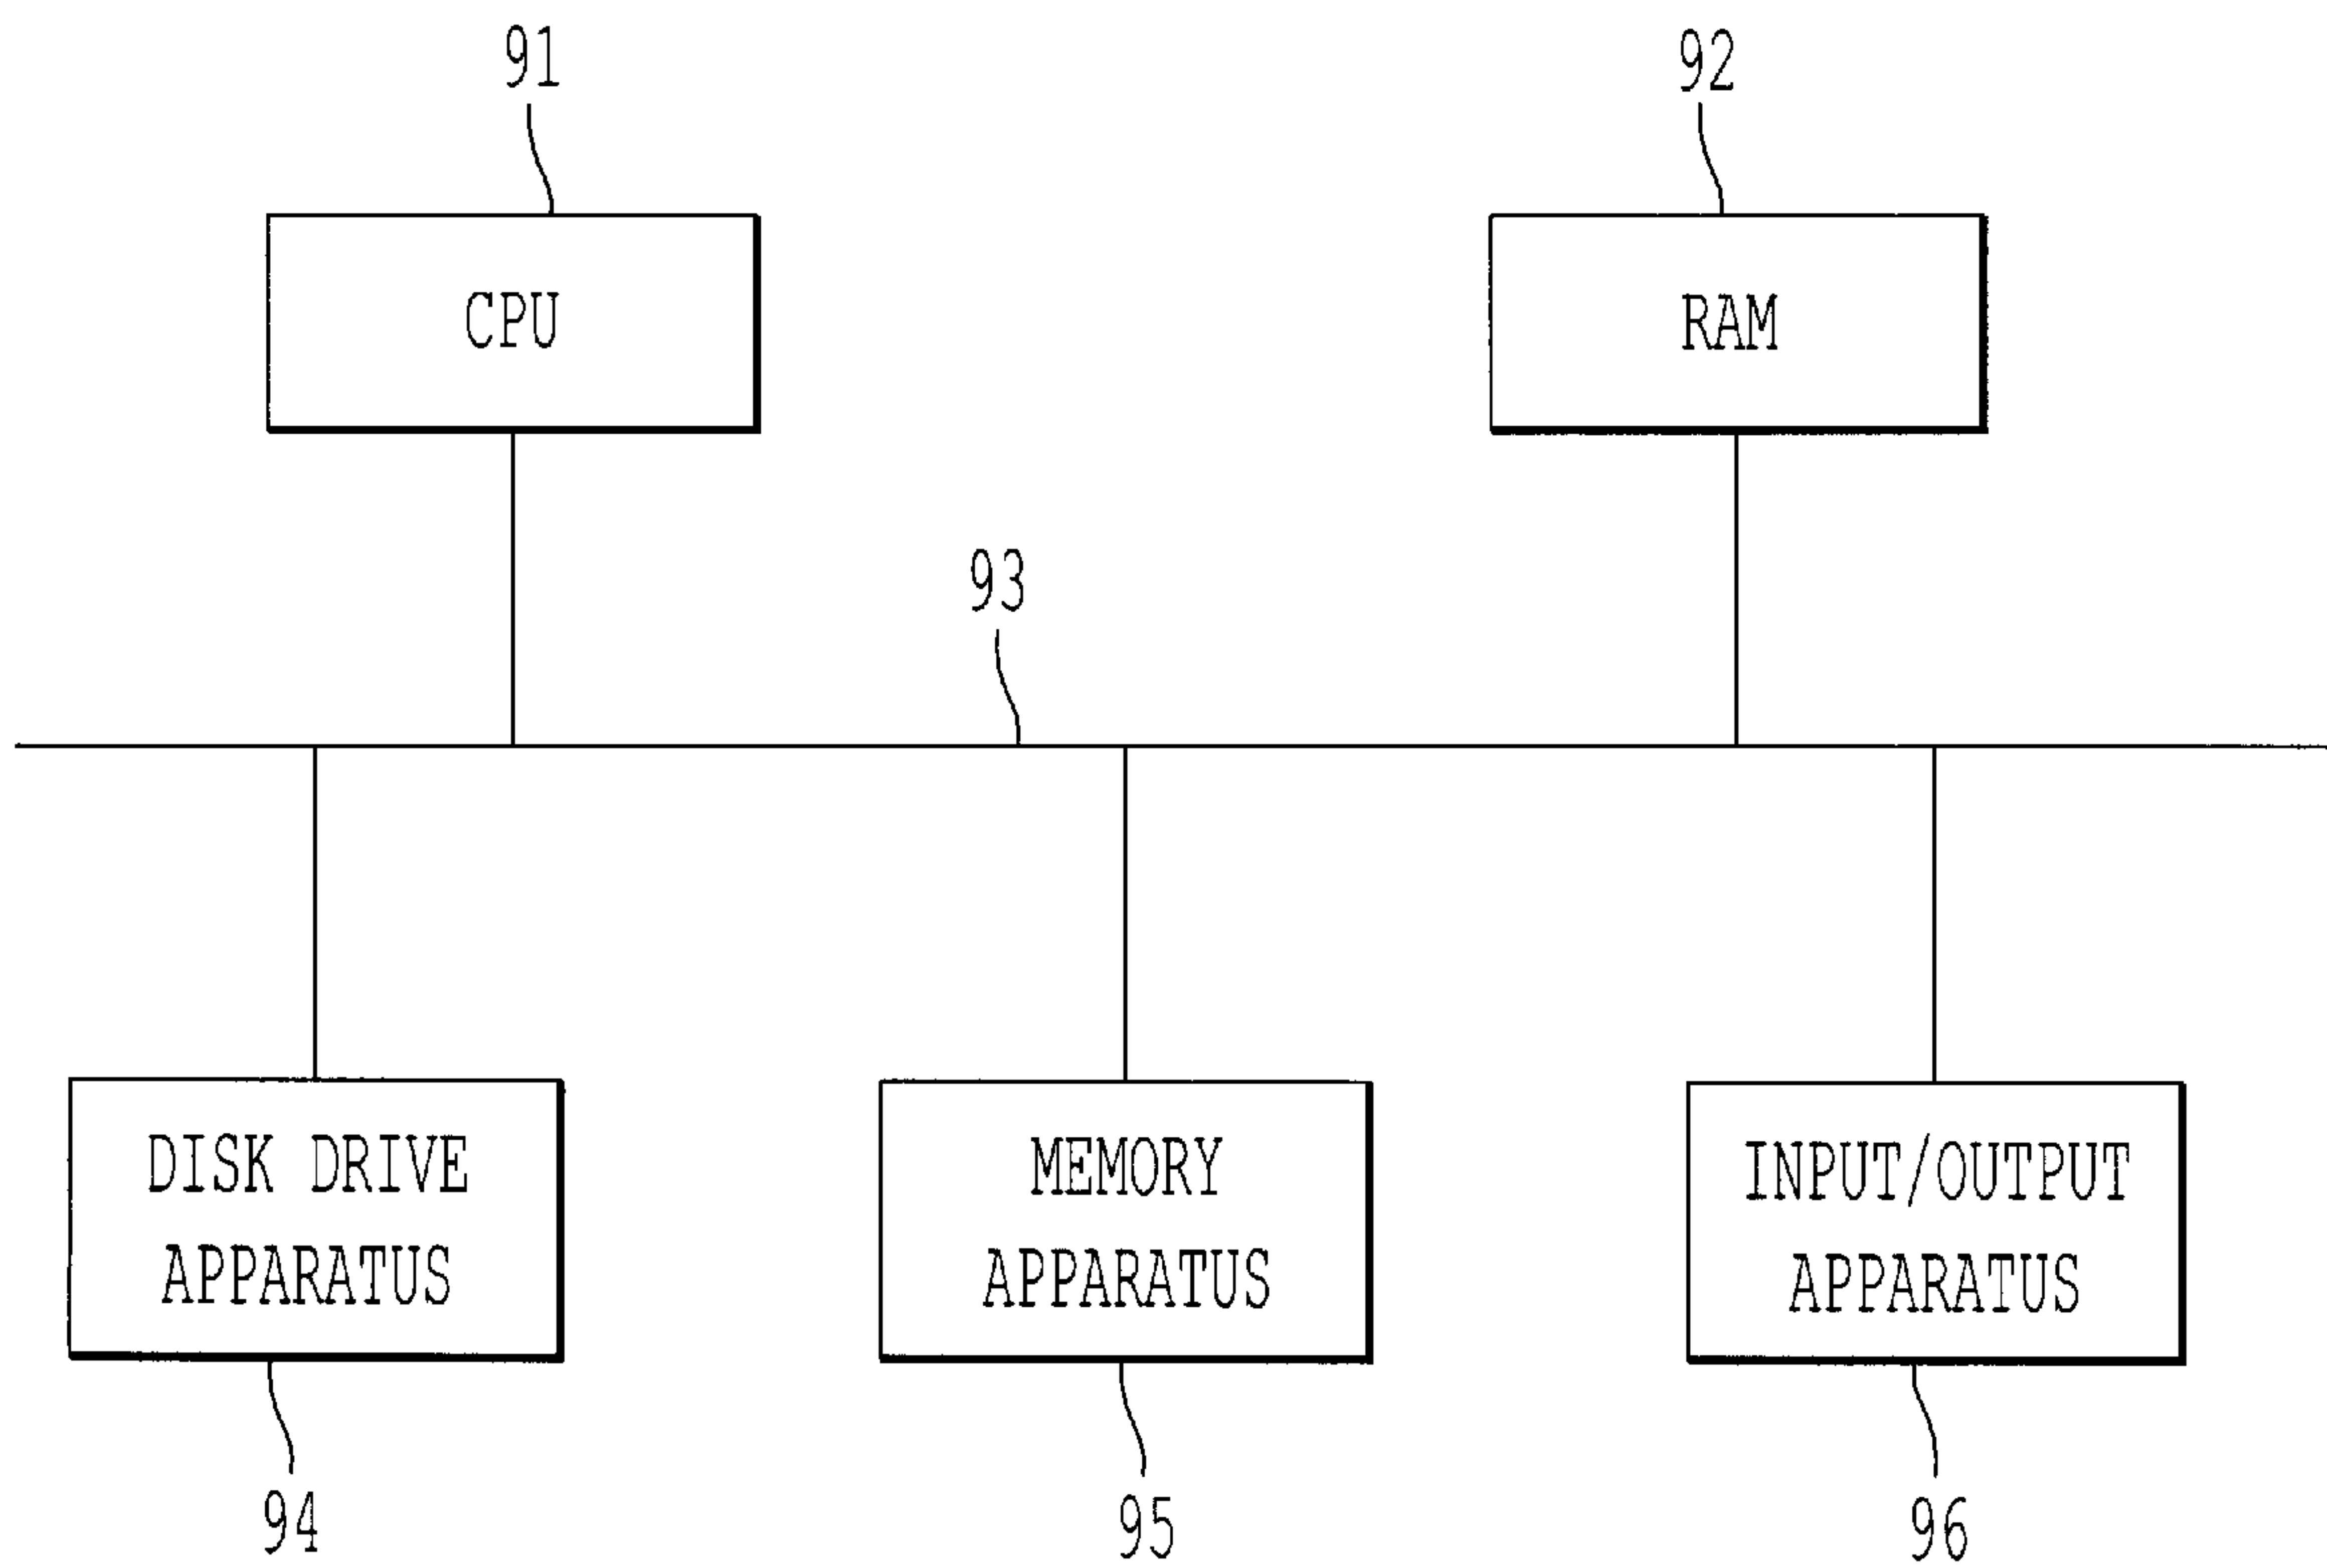 91
92
CPU
RAM
93
DISK DRIVE
APPARATUS
MEMORY
APPARATUS
INPUT/OUTPUT
APPARATUS
94
95
96